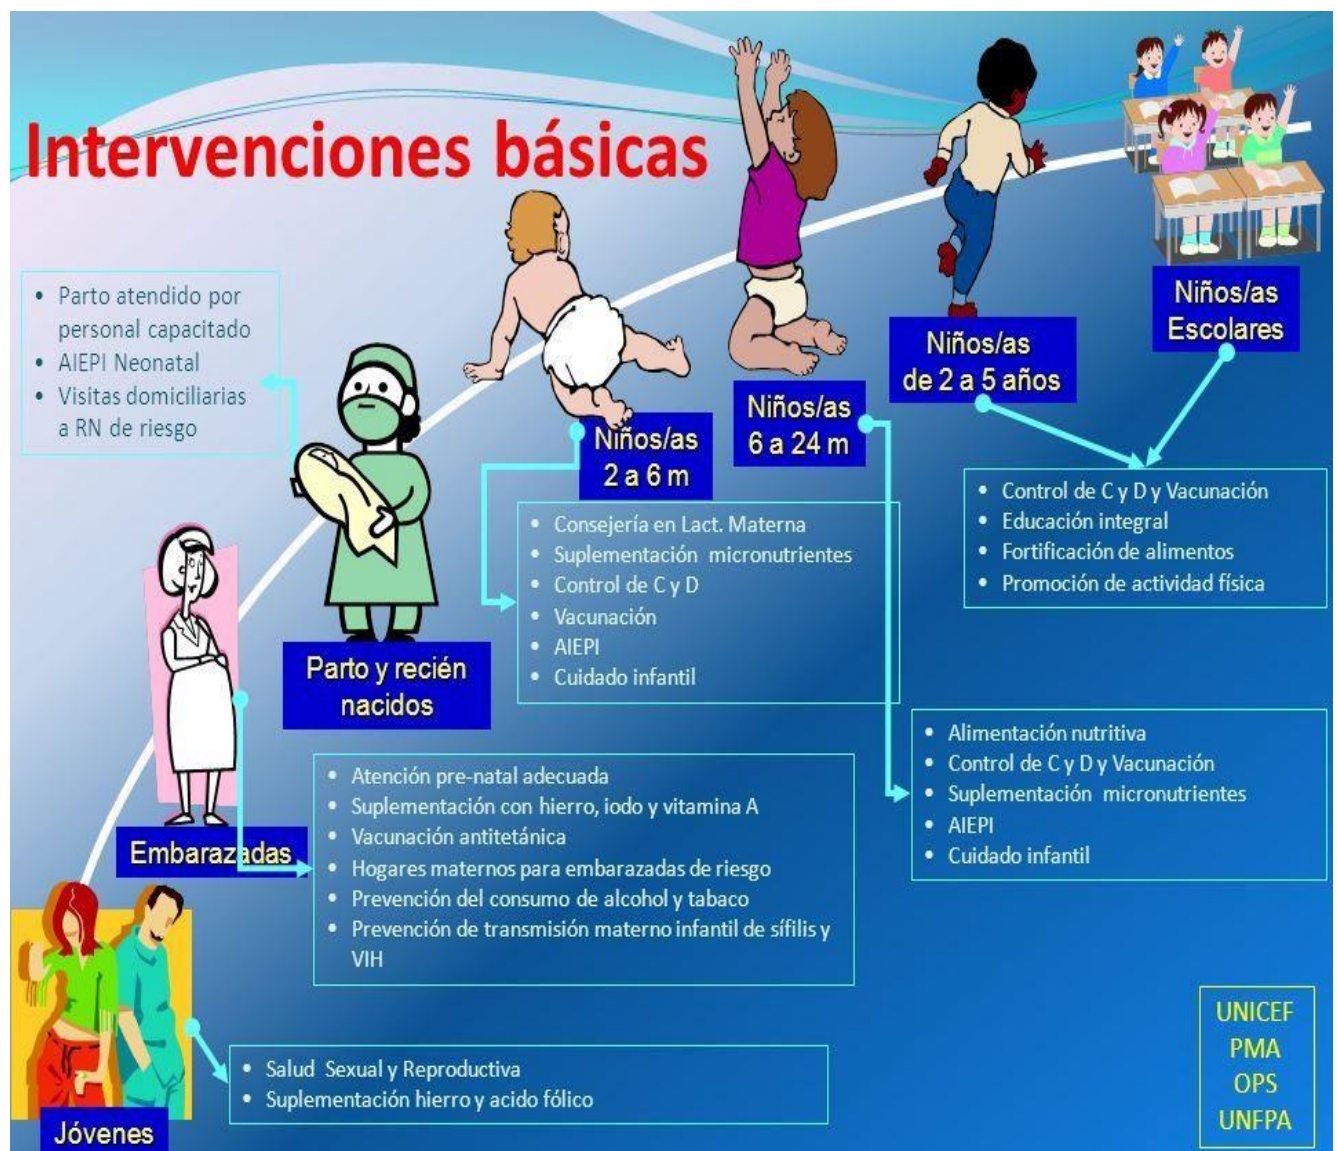 Intervenciones básicas
• Parto atendido por
personal capacitado
• AIEPI Neonatal
• Visitas domiciliarias
a RN de riesgo
Niños/as
Escolares
Niños/as
de 2 a 5 años
Niños/as
6 a 24 m
Niños/as
2 a 6 m
• Control de C y D y Vacunación
• Educación integral
• Fortificación de alimentos
• Promoción de actividad física
• Consejería en Lact. Materna
• Suplementación micronutrientes
• Control de C y D
• Vacunación
• AIEPI
• Cuidado infantil
Parto y recién
nacidos
• Alimentación nutritiva
• Control de C y D y Vacunación
• Suplementación micronutrientes
• AIEPI
• Cuidado infantil
• Atención pre-natal adecuada
• Suplementación con hierro, iodo y vitamina A
• Vacunación antitetánica
• Hogares maternos para embarazadas de riesgo
• Prevención del consumo de alcohol y tabaco
• Prevención de transmisión materno infantil de sífilis y
VIH
Embarazadas
• Salud Sexual y Reproductiva
• Suplementación hierro y acido fólico
Jóvenes
UNICEF
PMA
OPS
UNFPA